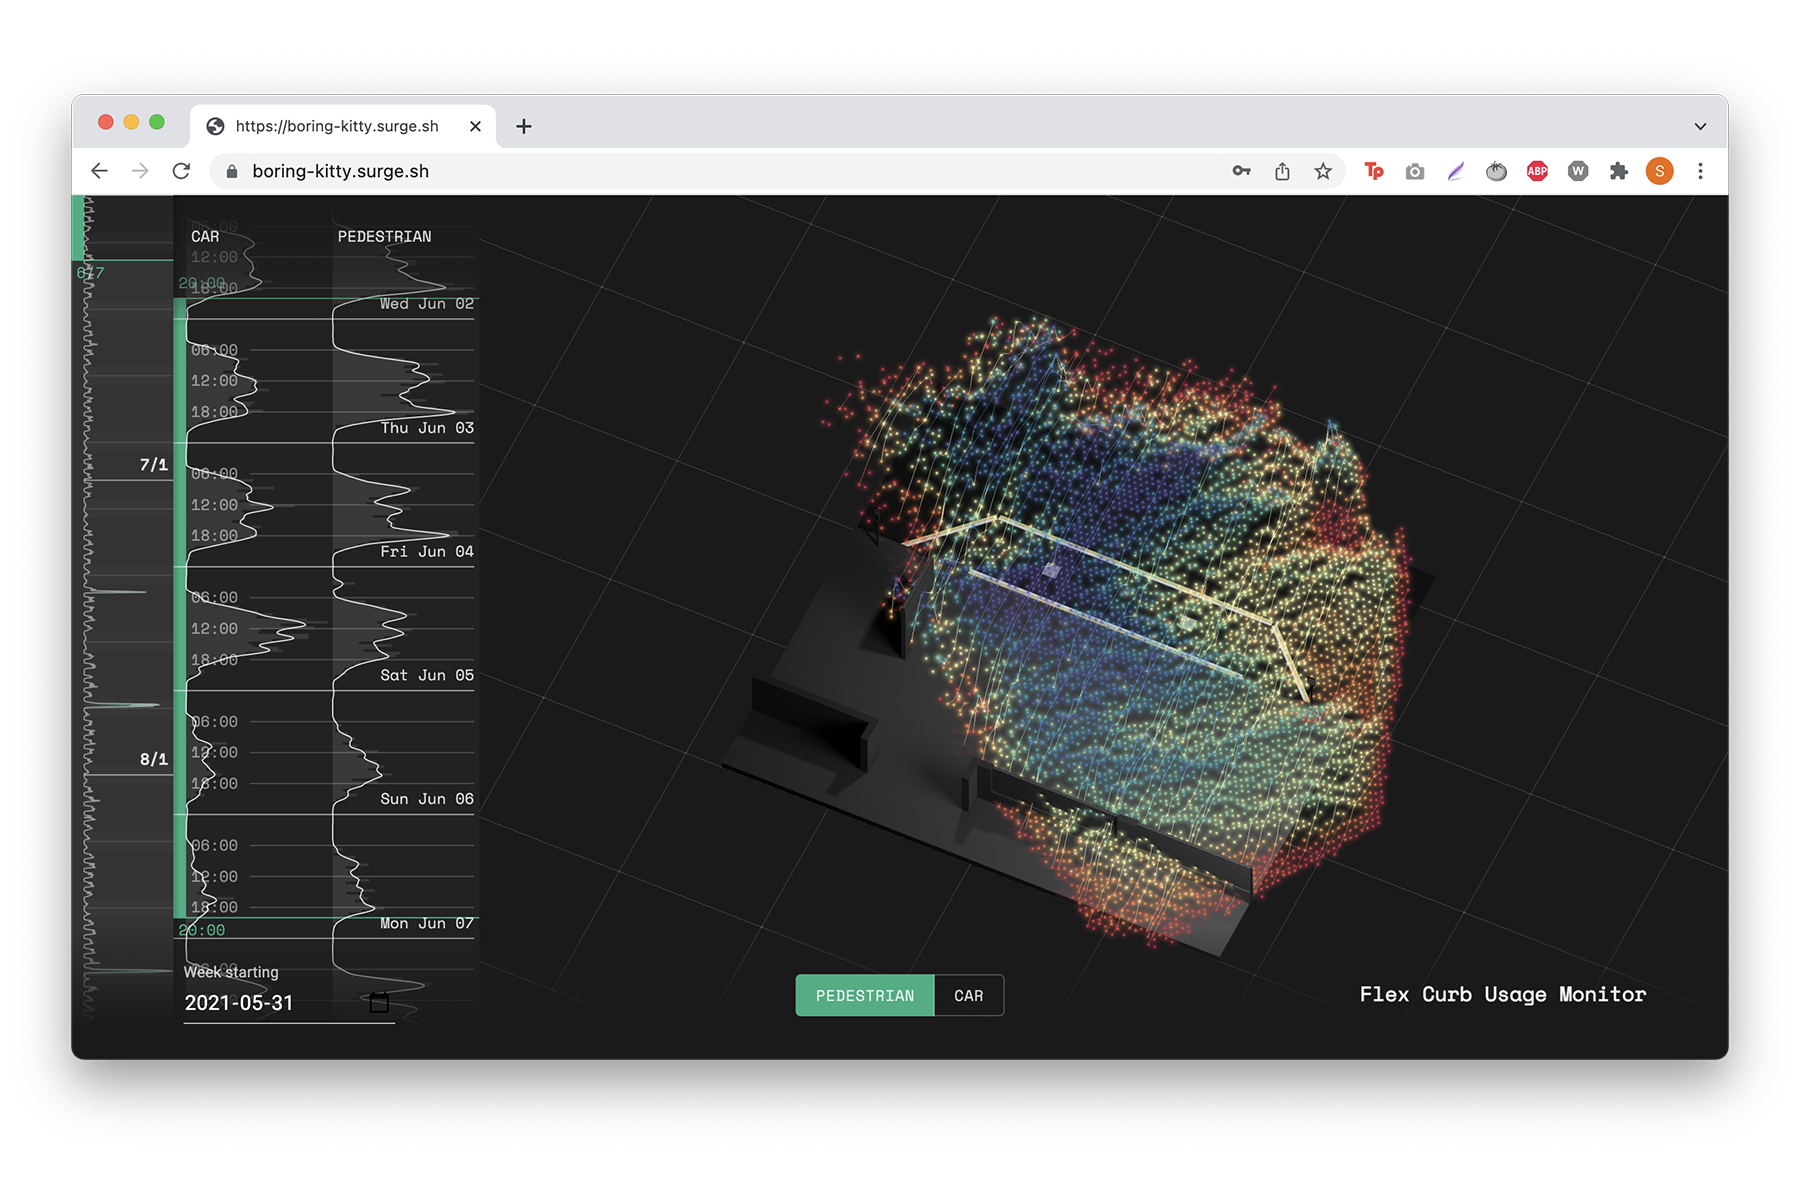 https://boring-kitty.surge.sh
boring-kitty.surge.sh
Tp
ABP
W
S
06:00
CAR
PEDESTRIAN
12:00
6/7
20:00
18:00
Wed Jun 02
06:00
12:00
18:00
Thu Jun 03
7/1
06:00
12:00
18:00
Fri Jun 04
06:00
12:00
18:00
Sat Jun 05
06:00
12:00
8/1
18:00
Sun Jun 06
06:00
12:00
18:00
Mon Jun 07
20:00
Week starting
2021-05-31
PEDESTRIAN
CAR
Flex Curb Usage Monitor